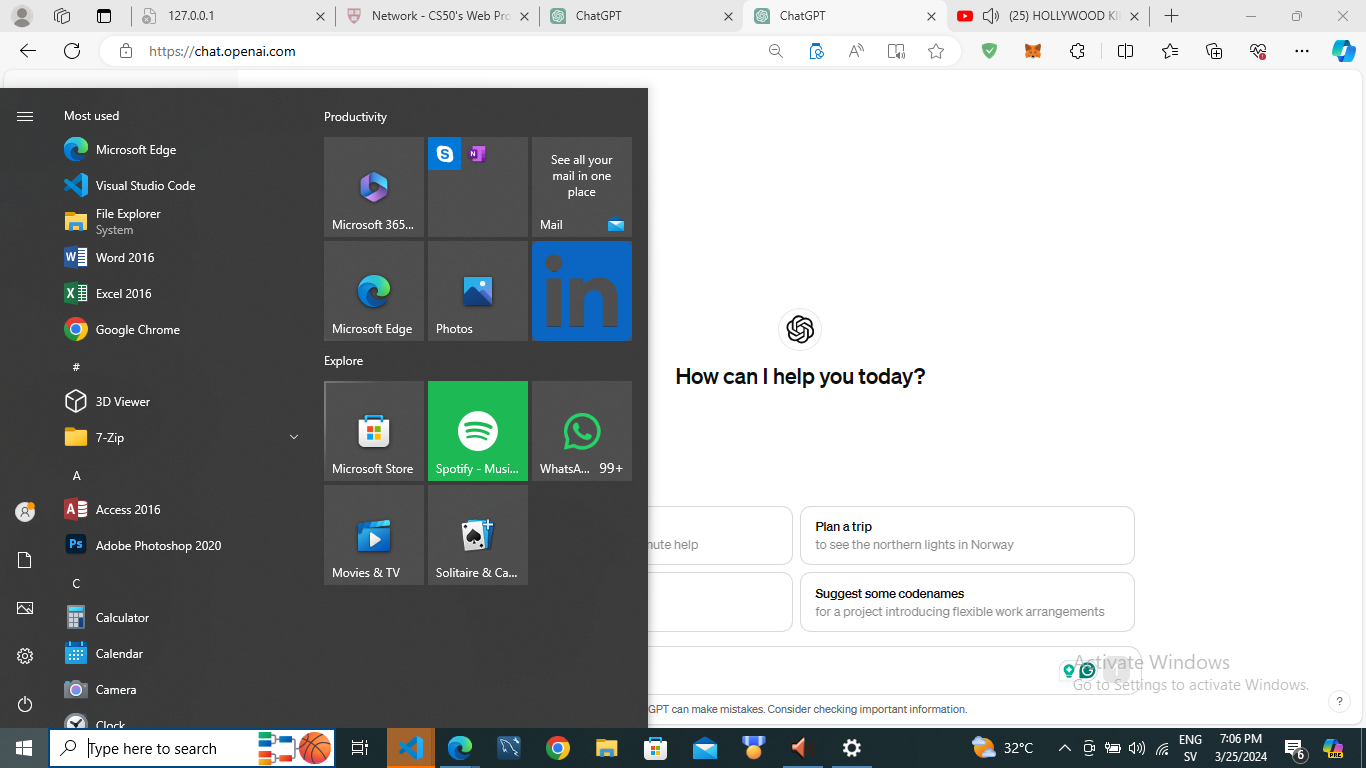 127.0.0.1
Network - CS50's Web Pro
ChatGPT
ChatGPT
(25) HOLLYWOOD KI
https://chat.openai.com
Most used
Microsoft Edge
Visual Studio Code
File Explorer
System
Word 2016
Excel 2016
Google Chrome
#
3D Viewer
7-Zip
A
Access 2016
Adobe Photoshop 2020
C
Calculator
Calendar
Camera
Clock
Productivity
Microsoft 365...
See all your
mail in one
place
Mail
Microsoft Edge
Photos
in
Explore
Microsoft Store
Spotify - Musi...
WhatsA... 99+
Movies & TV
Solitaire & Ca...
How can I help you today?
nute help
Plan a trip
to see the northern lights in Norway
Suggest some codenames
for a project introducing flexible work arrangements
Activate Windows
Go to Settings to activate Windows.
GPT can make mistakes. Consider checking important information.
?
Type here to search
32°C
ENG
SV
7:06 PM
3/25/2024
6
PRE